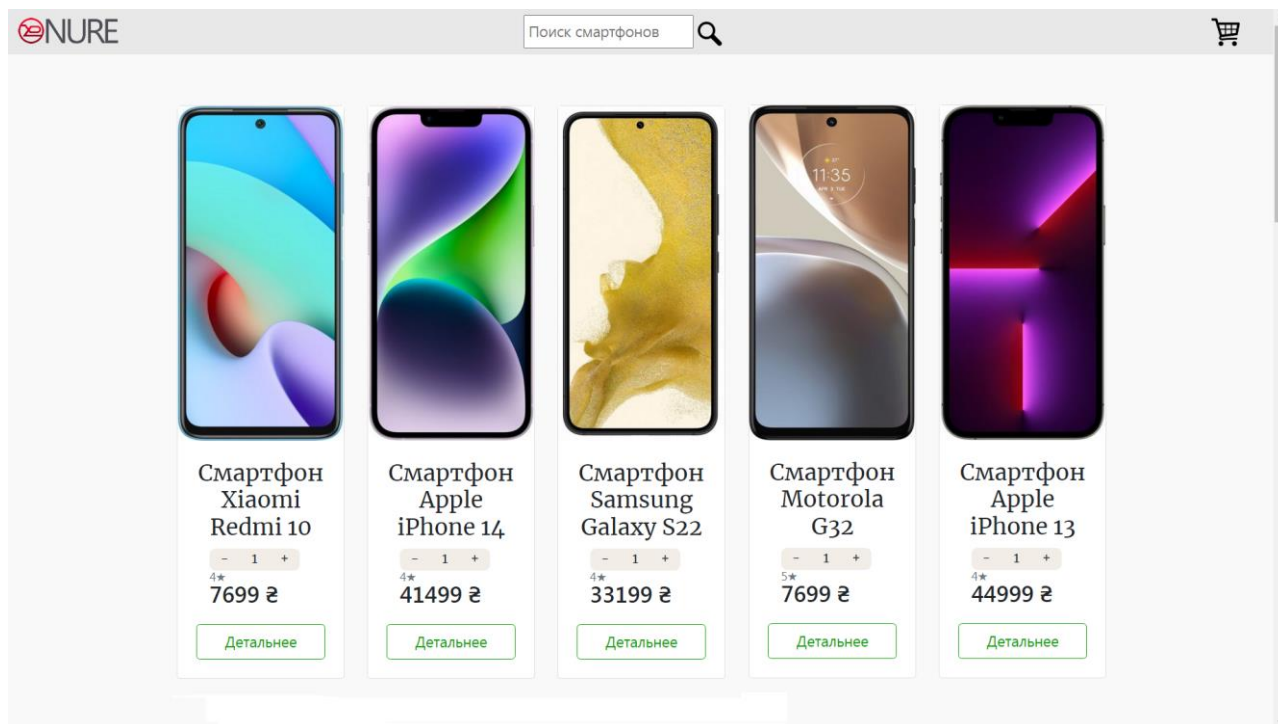 NURE
Поиск смартфонов
11:35
Смартфон
Xiaomi
Redmi 10
- 1 +
4★
7699 ₴
Детальнее
Смартфон
Apple
iPhone 14
- 1 +
4★
41499 ₴
Детальнее
Смартфон
Samsung
Galaxy S22
- 1 +
4★
33199 ₴
Детальнее
Смартфон
Motorola
G32
- 1 +
5★
7699 ₴
Детальнее
Смартфон
Apple
iPhone 13
- 1 +
4★
44999 ₴
Детальнее